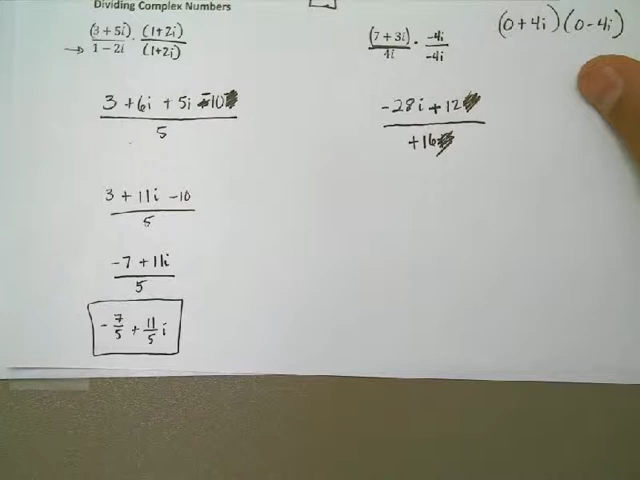 Dividing Complex Numbers
(3+5i)/(1-2i) · (1+2i)/(1+2i)
3 + 6i + 5i - 10
5
3 + 11i - 10
5
-7 + 11i
5
-7/5 + 11/5 i
(7+3i)/4i · -4i/-4i
-28i + 12
+16
(0+4i)(0-4i)